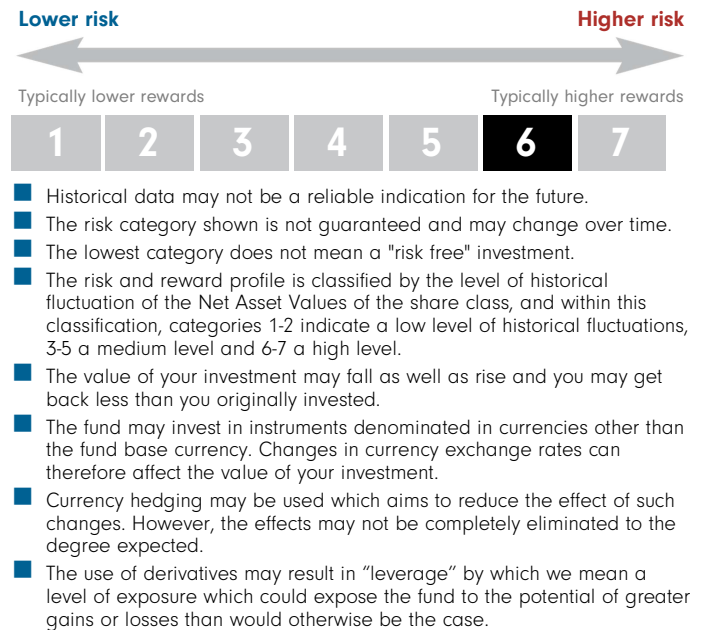 Lower risk Higher risk
Typically lower rewards Typically higher rewards
1 2 3 4 5 6 7
Historical data may not be a reliable indication for the future.
The risk category shown is not guaranteed and may change over time.
The lowest category does not mean a "risk free" investment.
The risk and reward profile is classified by the level of historical
fluctuation of the Net Asset Values of the share class, and within this
classification, categories 1-2 indicate a low level of historical fluctuations,
3-5 a medium level and 6-7 a high level.
The value of your investment may fall as well as rise and you may get
back less than you originally invested.
The fund may invest in instruments denominated in currencies other than
the fund base currency. Changes in currency exchange rates can
therefore affect the value of your investment.
Currency hedging may be used which aims to reduce the effect of such
changes. However, the effects may not be completely eliminated to the
degree expected.
The use of derivatives may result in “leverage” by which we mean a
level of exposure which could expose the fund to the potential of greater
gains or losses than would otherwise be the case.